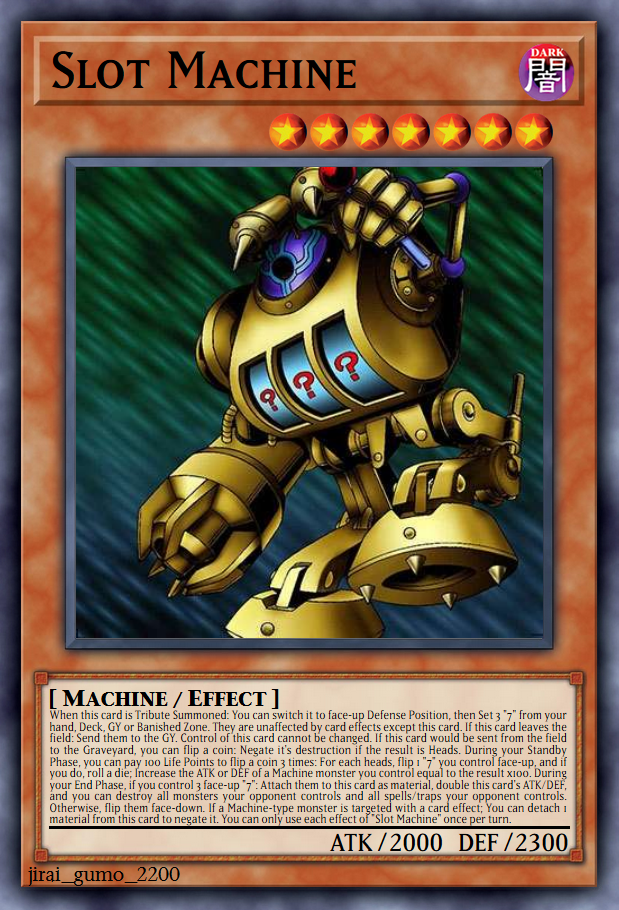 Slot Machine
DARK
闇
? ? ?
[ Machine / Effect ]
When this card is Tribute Summoned: You can switch it to face-up Defense Position, then Set 3 "7" from your
hand, Deck, GY or Banished Zone. They are unaffected by card effects except this card. If this card leaves the
field: Send them to the GY. Control of this card cannot be changed. If this card would be sent from the field
to the Graveyard, you can flip a coin: Negate it's destruction if the result is Heads. During your Standby
Phase, you can pay 100 Life Points to flip a coin 3 times: For each heads, flip 1 "7" you control face-up, and if
you do, roll a die; Increase the ATK or DEF of a Machine monster you control equal to the result x100. During
your End Phase, if you control 3 face-up "7": Attach them to this card as material, double this card's ATK/DEF,
and you can destroy all monsters your opponent controls and all spells/traps your opponent controls.
Otherwise, flip them face-down. If a Machine-type monster is targeted with a card effect; You can detach 1
material from this card to negate it. You can only use each effect of "Slot Machine" once per turn.
ATK/2000 DEF/2300
jirai_gumo_2200